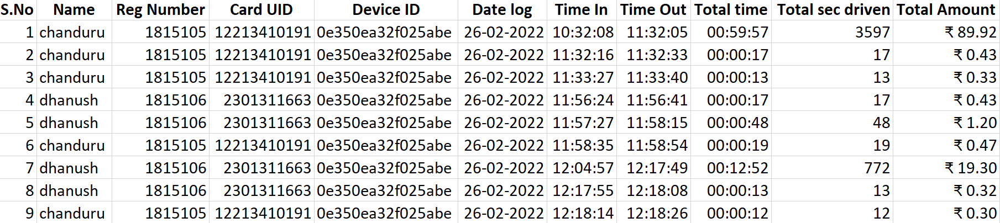 S.No Name Reg Number Card UID Device ID Date log Time In Time Out Total time Total sec driven Total Amount
1 chanduru 1815105 12213410191 0e350ea32f025abe 26-02-2022 10:32:08 11:32:05 00:59:57 3597 ₹ 89.92
2 chanduru 1815105 12213410191 0e350ea32f025abe 26-02-2022 11:32:16 11:32:33 00:00:17 17 ₹ 0.43
3 chanduru 1815105 12213410191 0e350ea32f025abe 26-02-2022 11:33:27 11:33:40 00:00:13 13 ₹ 0.33
4 dhanush 1815106 2301311663 0e350ea32f025abe 26-02-2022 11:56:24 11:56:41 00:00:17 17 ₹ 0.43
5 dhanush 1815106 2301311663 0e350ea32f025abe 26-02-2022 11:57:27 11:58:15 00:00:48 48 ₹ 1.20
6 chanduru 1815105 12213410191 0e350ea32f025abe 26-02-2022 11:58:35 11:58:54 00:00:19 19 ₹ 0.47
7 dhanush 1815106 2301311663 0e350ea32f025abe 26-02-2022 12:04:57 12:17:49 00:12:52 772 ₹ 19.30
8 dhanush 1815106 2301311663 0e350ea32f025abe 26-02-2022 12:17:55 12:18:08 00:00:13 13 ₹ 0.32
9 chanduru 1815105 12213410191 0e350ea32f025abe 26-02-2022 12:18:14 12:18:26 00:00:12 12 ₹ 0.30